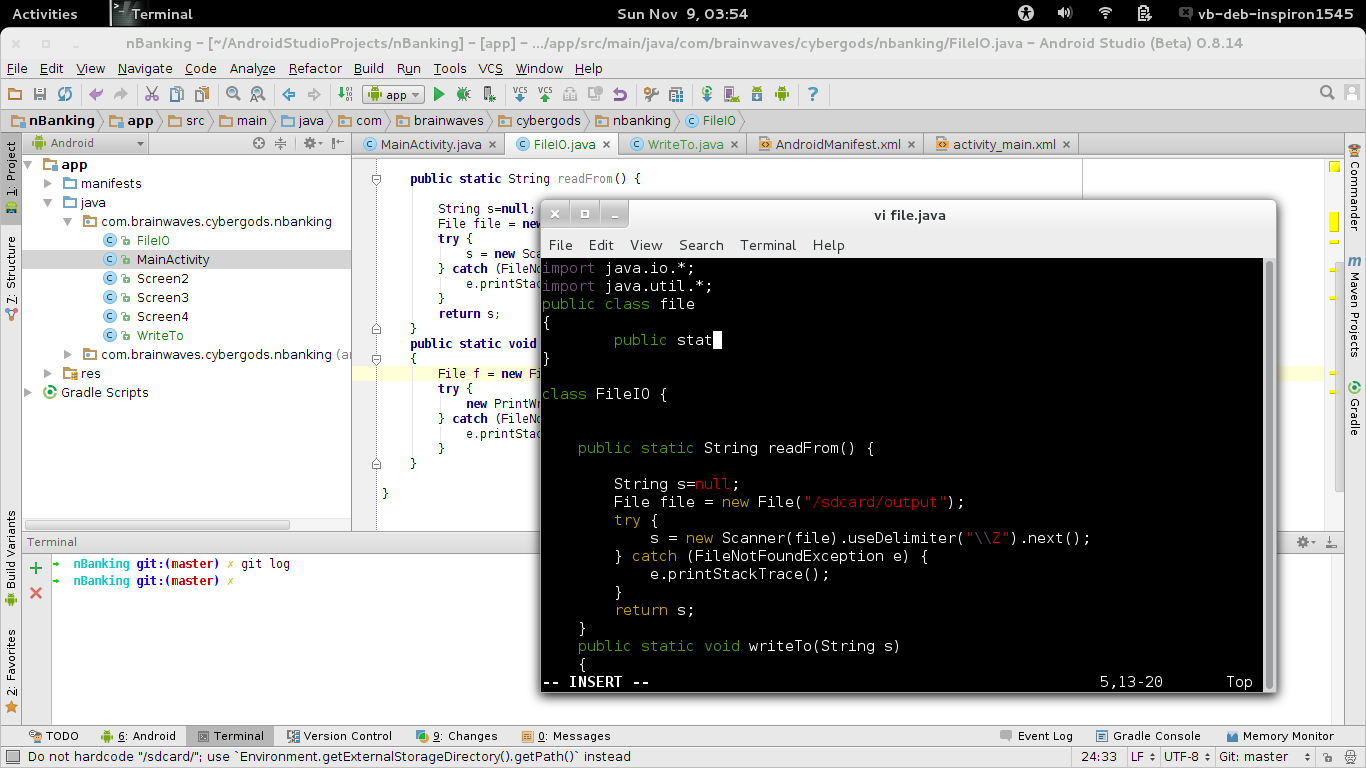 Activities
Terminal
Sun Nov 9, 03:54
vb-deb-inspiron1545
nBanking – [~/AndroidStudioProjects/nBanking] – [app] – .../app/src/main/java/com/brainwaves/cybergods/nbanking/FileIO.java – Android Studio (Beta) 0.8.14
File Edit View Navigate Code Analyze Refactor Build Run Tools VCS Window Help
app
nBanking app src main java com brainwaves cybergods nbanking FileIO
Android
MainActivity.java FileIO.java WriteTo.java AndroidManifest.xml activity_main.xml
1: Project
7: Structure
Build Variants
2: Favorites
app
manifests
java
com.brainwaves.cybergods.nbanking
FileIO
MainActivity
Screen2
Screen3
Screen4
WriteTo
com.brainwaves.cybergods.nbanking (a
res
Gradle Scripts
public static String readFrom() {
String s=null;
File file = new
try {
s = new Sca
} catch (FileNo
e.printStac
}
return s;
}
public static void
{
File f = new Fi
try {
new PrintWr
} catch (FileNo
e.printStac
}
}
}
vi file.java
File Edit View Search Terminal Help
import java.io.*;
import java.util.*;
public class file
{
public stat
}
class FileIO {
public static String readFrom() {
String s=null;
File file = new File("/sdcard/output");
try {
s = new Scanner(file).useDelimiter("\\Z").next();
} catch (FileNotFoundException e) {
e.printStackTrace();
}
return s;
}
public static void writeTo(String s)
{
-- INSERT --
5,13-20
Top
Commander
Maven Projects
Gradle
Terminal
nBanking git:(master) ✗ git log
nBanking git:(master) ✗
TODO 6: Android Terminal Version Control 9: Changes 0: Messages Event Log Gradle Console Memory Monitor
Do not hardcode "/sdcard/"; use `Environment.getExternalStorageDirectory().getPath()` instead
24:33 LF UTF-8 Git: master